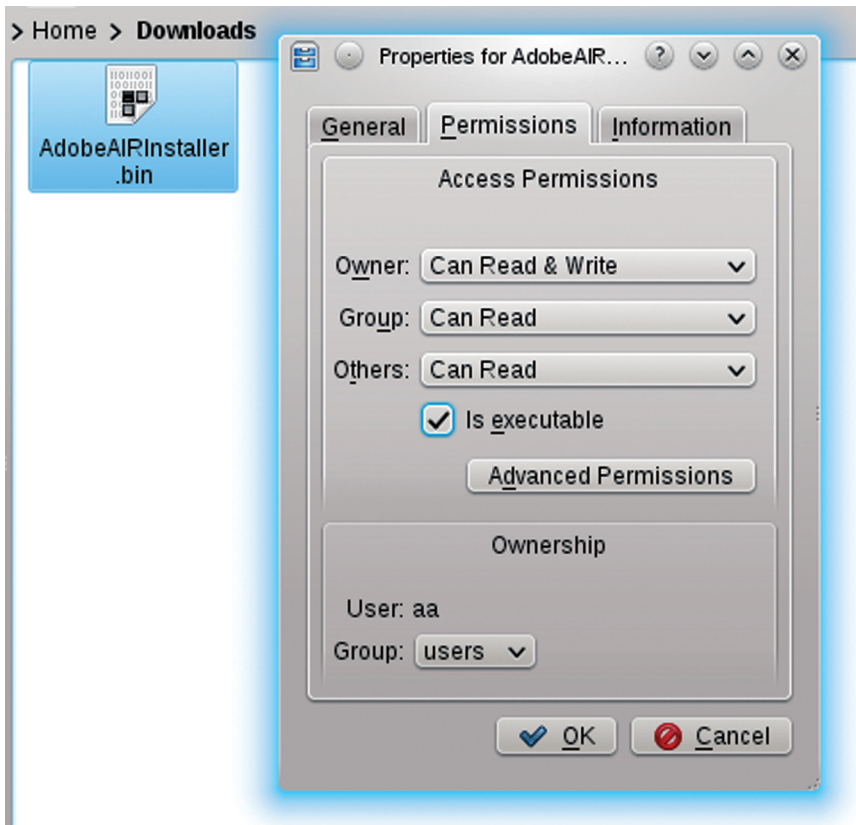 > Home > Downloads
AdobeAIRInstaller
.bin
Properties for AdobeAIR...
General
Permissions
Information
Access Permissions
Owner: Can Read & Write
Group: Can Read
Others: Can Read
Is executable
Advanced Permissions
Ownership
User: aa
Group: users
OK
Cancel